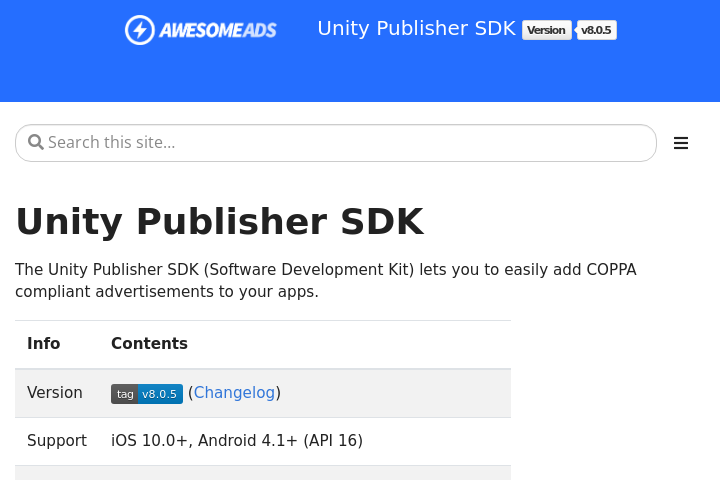 AWESOMEADS Unity Publisher SDK Version v8.0.5
Search this site...
Unity Publisher SDK
The Unity Publisher SDK (Software Development Kit) lets you to easily add COPPA
compliant advertisements to your apps.
Info Contents
Version tag v8.0.5 (Changelog)
Support iOS 10.0+, Android 4.1+ (API 16)